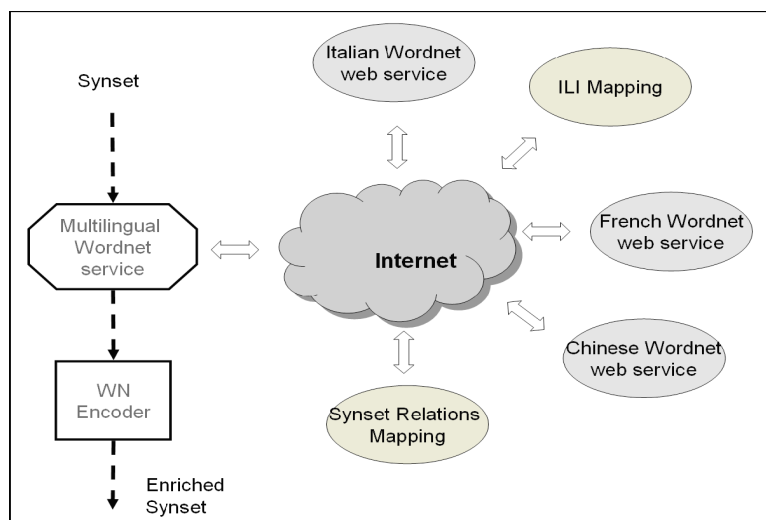 Synset
Multilingual
Wordnet
service
WN
Encoder
Enriched
Synset
Italian Wordnet
web service
ILI Mapping
Internet
French Wordnet
web service
Chinese Wordnet
web service
Synset Relations
Mapping